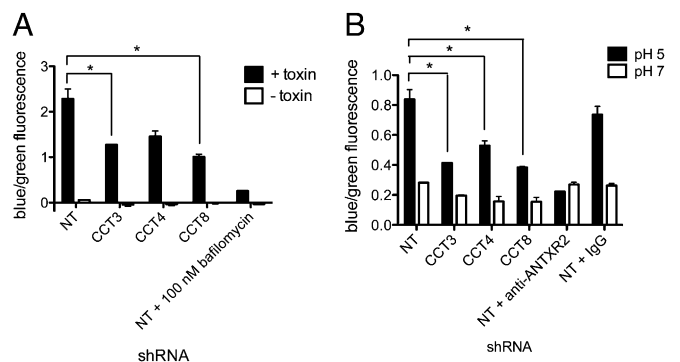 A
*
*
3
2
1
0
blue/green fluorescence
+ toxin
- toxin
NT
CCT3
CCT4
CCT8
NT + 100 nM bafilomycin
shRNA
B
*
*
*
1.0
0.8
0.6
0.4
0.2
0.0
blue/green fluorescence
pH 5
pH 7
NT
CCT3
CCT4
CCT8
NT + anti-ANTXR2
NT + IgG
shRNA